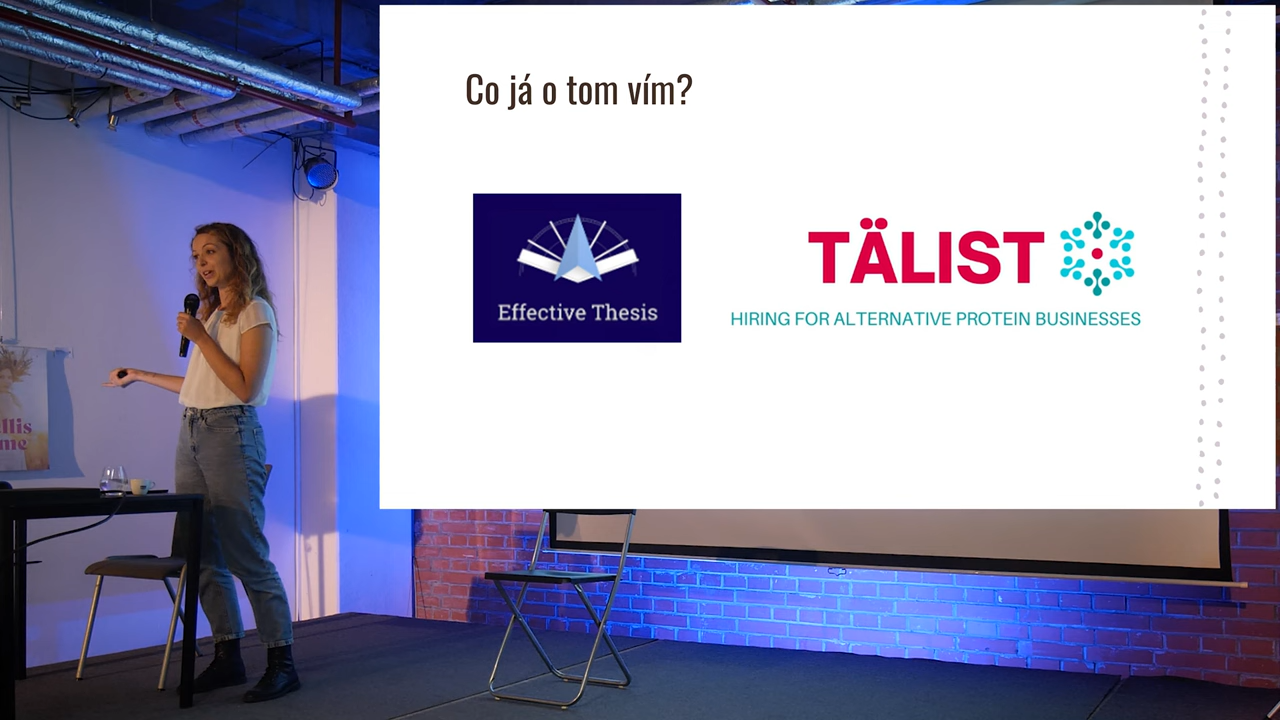 Co já o tom vím?
Effective Thesis
TÄLIST
HIRING FOR ALTERNATIVE PROTEIN BUSINESSES